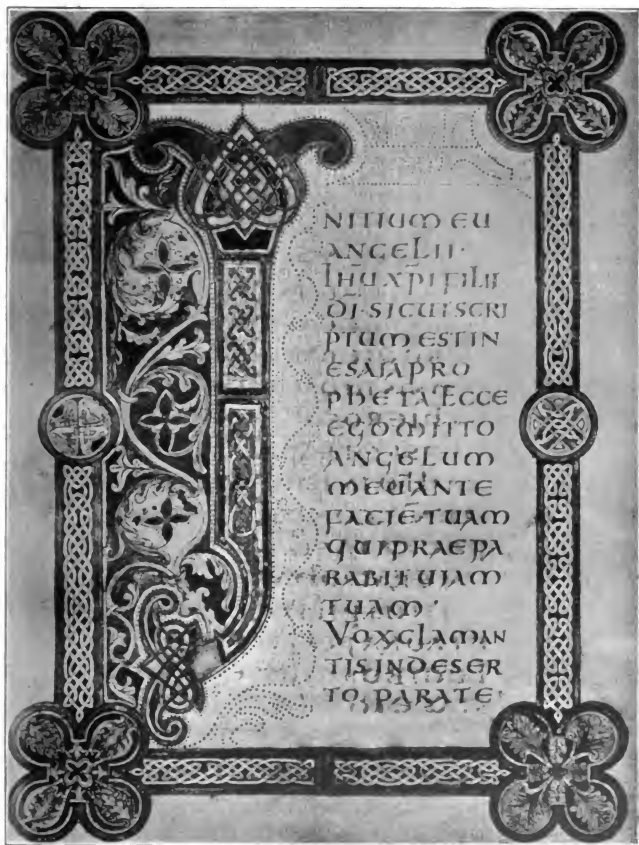 INITIUM EU
ANGELII·
IHU XPI FILII
DI·SICUT SCRI
PTUM EST IN
ESAIA PRO
PHETA·ECCE
EGO MITTO
ANGELUM
MEUM ANTE
FACIĒ TUAM
QUI PRAEPA
RABIT UIAM
TUAM·
VOX CLAMAN
TIS IN DESER
TO PARATE·